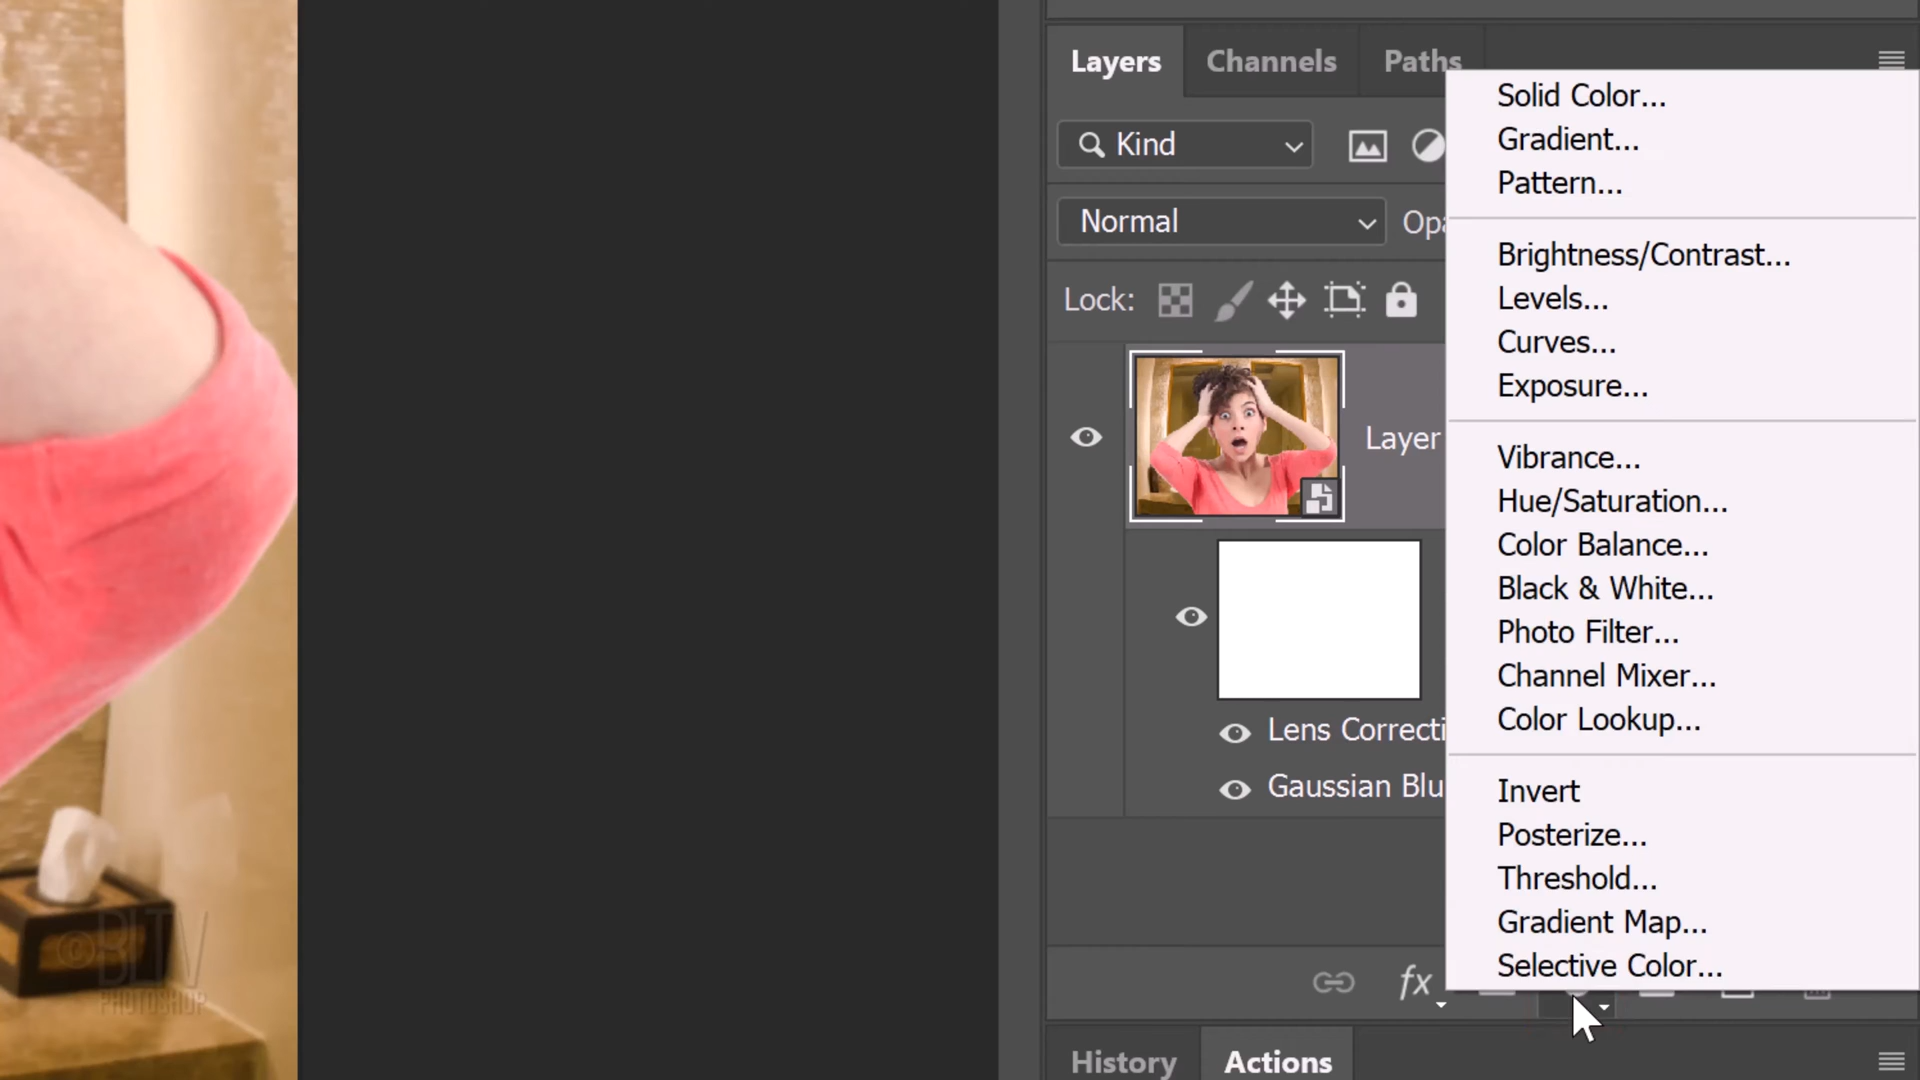 Layers Channels Paths
Kind
Normal
Lock:
Layer
Lens Correcti
Gaussian Blu
fx
Solid Color...
Gradient...
Pattern...
Brightness/Contrast...
Levels...
Curves...
Exposure...
Vibrance...
Hue/Saturation...
Color Balance...
Black & White...
Photo Filter...
Channel Mixer...
Color Lookup...
Invert
Posterize...
Threshold...
Gradient Map...
Selective Color...
History Actions
© BLTV
PHOTOSHOP